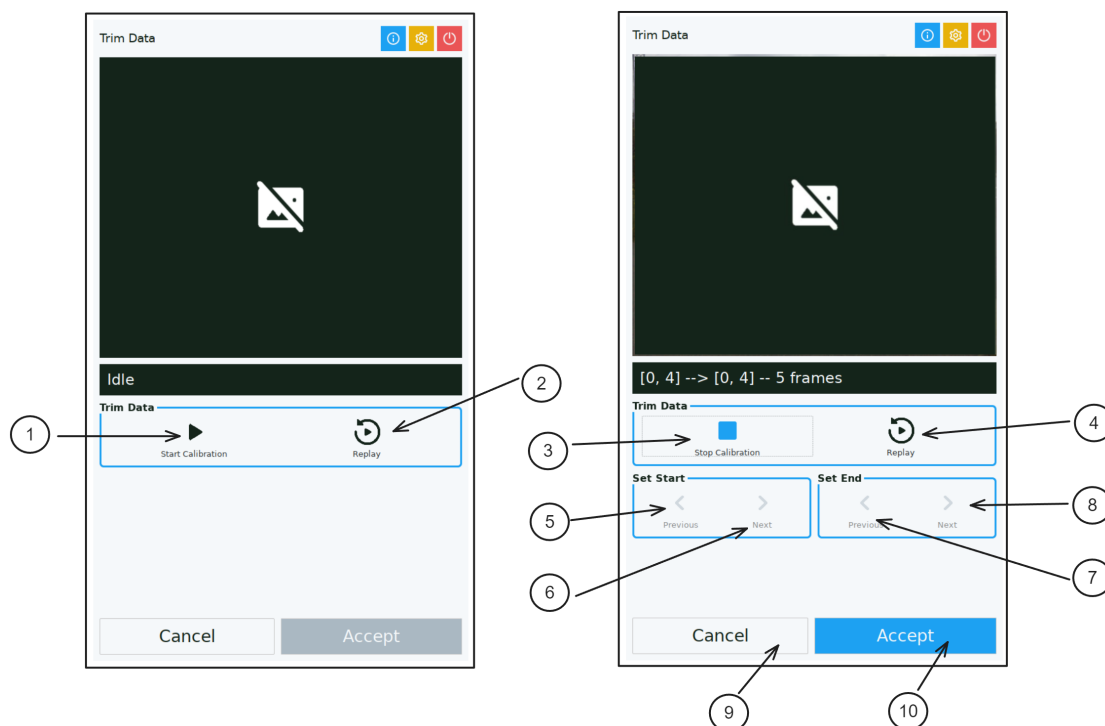 Trim Data
Idle
Trim Data
Start Calibration
Replay
Cancel
Accept
1
2
Trim Data
[0, 4] --> [0, 4] -- 5 frames
Trim Data
Stop Calibration
Replay
Set Start
Previous
Next
Set End
Previous
Next
Cancel
Accept
3
4
5
6
7
8
9
10